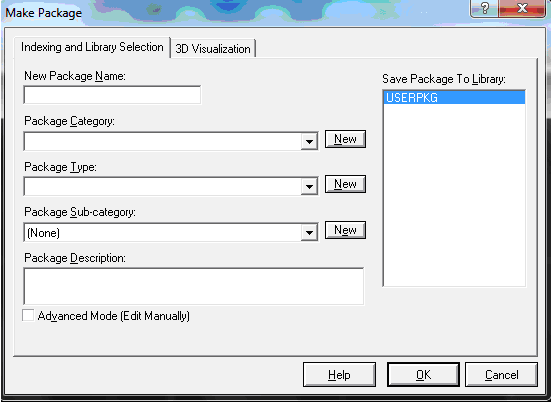 Make Package
?
Indexing and Library Selection
3D Visualization
New Package Name:
Save Package To Library:
USERPKG
Package Category:
New
Package Type:
New
Package Sub-category:
(None)
New
Package Description:
Advanced Mode (Edit Manually)
Help
OK
Cancel